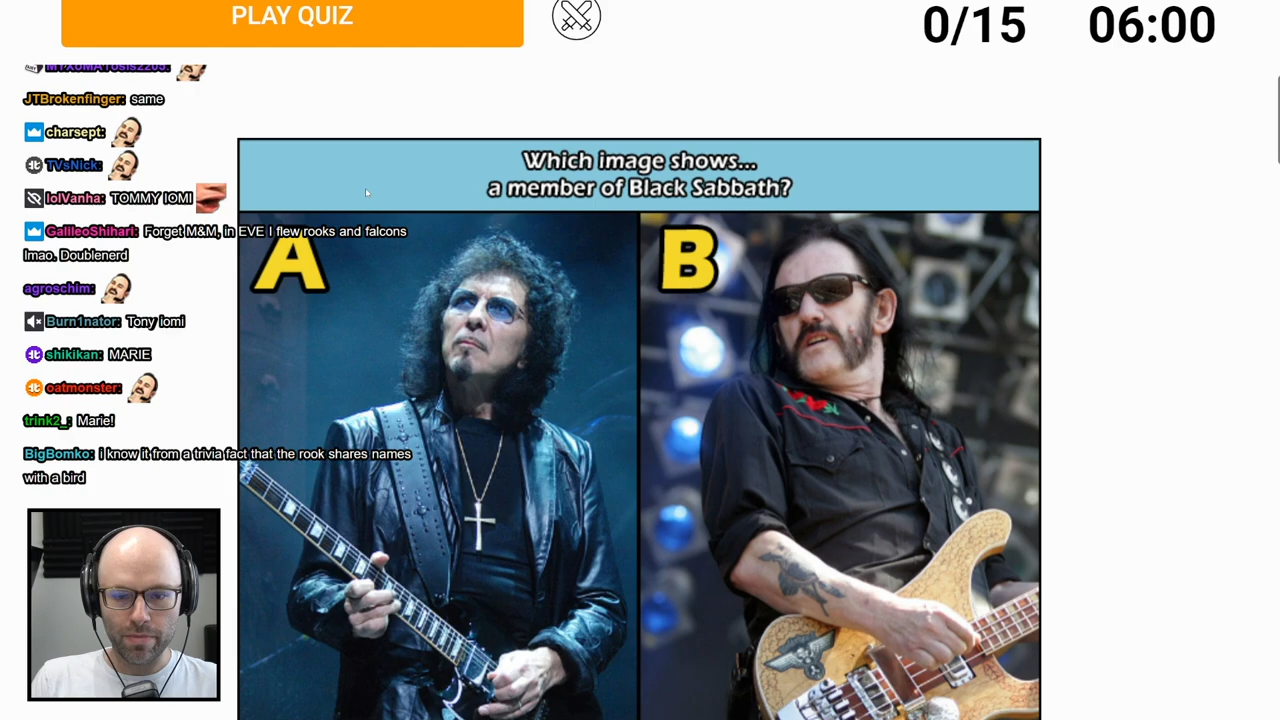 PLAY QUIZ
0/15
06:00
MYXoMATosis2205:
JTBrokenfinger: same
charsept:
TVsNick:
lolVanha: TOMMY IOMI
GalileoShihari: Forget M&M, in EVE I flew rooks and falcons
lmao. Doublenerd
agroschim:
Burn1nator: Tony iomi
shikikan: MARIE
oatmonster:
trink2_: Marie!
BigBomko: i know it from a trivia fact that the rook shares names
with a bird
Which image shows...
a member of Black Sabbath?
A
B